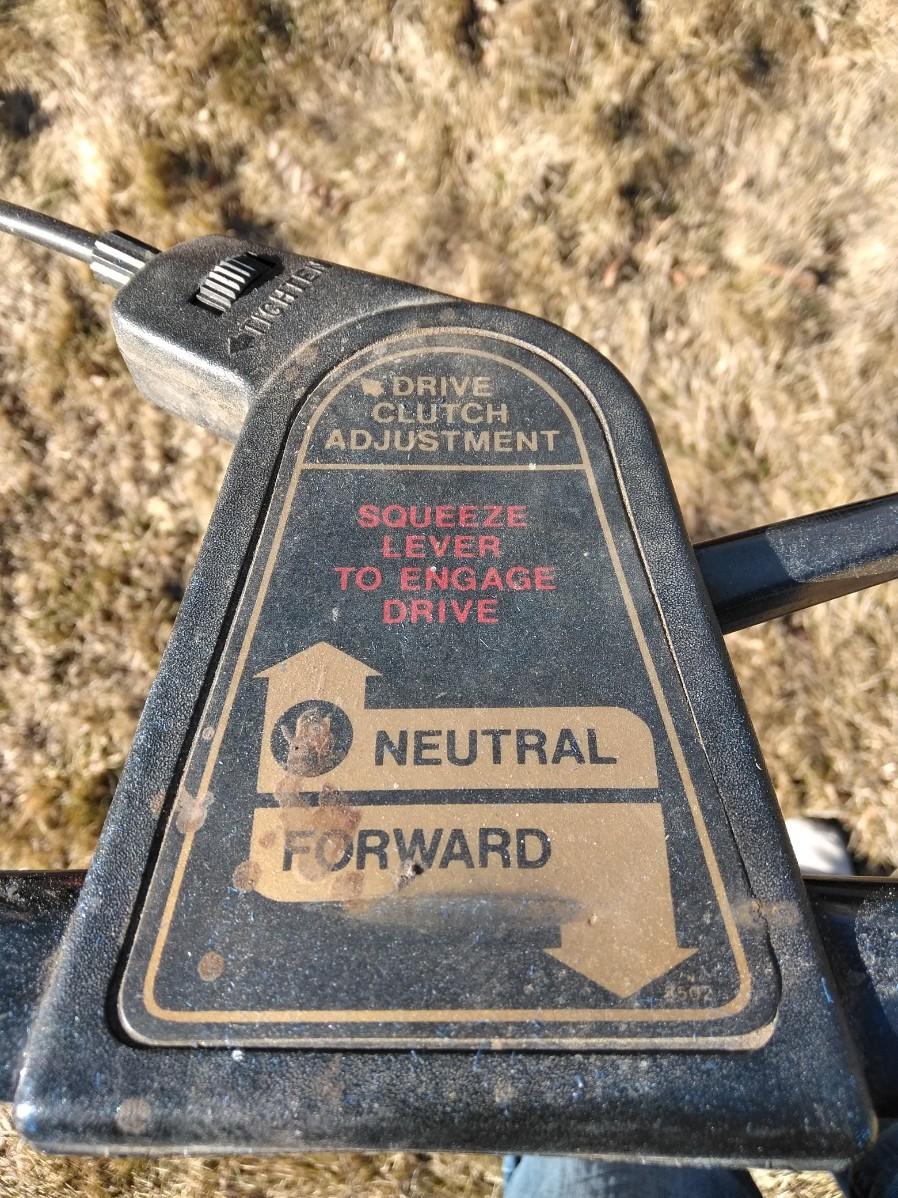 TIGHTEN
DRIVE
CLUTCH
ADJUSTMENT
SQUEEZE
LEVER
TO ENGAGE
DRIVE
NEUTRAL
FORWARD